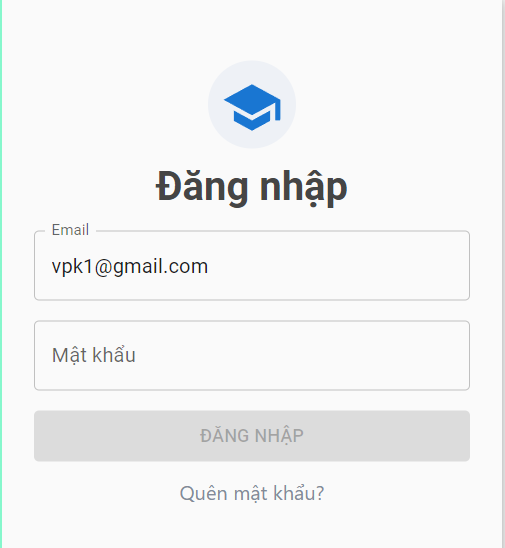 Đăng nhập
Email
vpk1@gmail.com
Mật khẩu
ĐĂNG NHẬP
Quên mật khẩu?